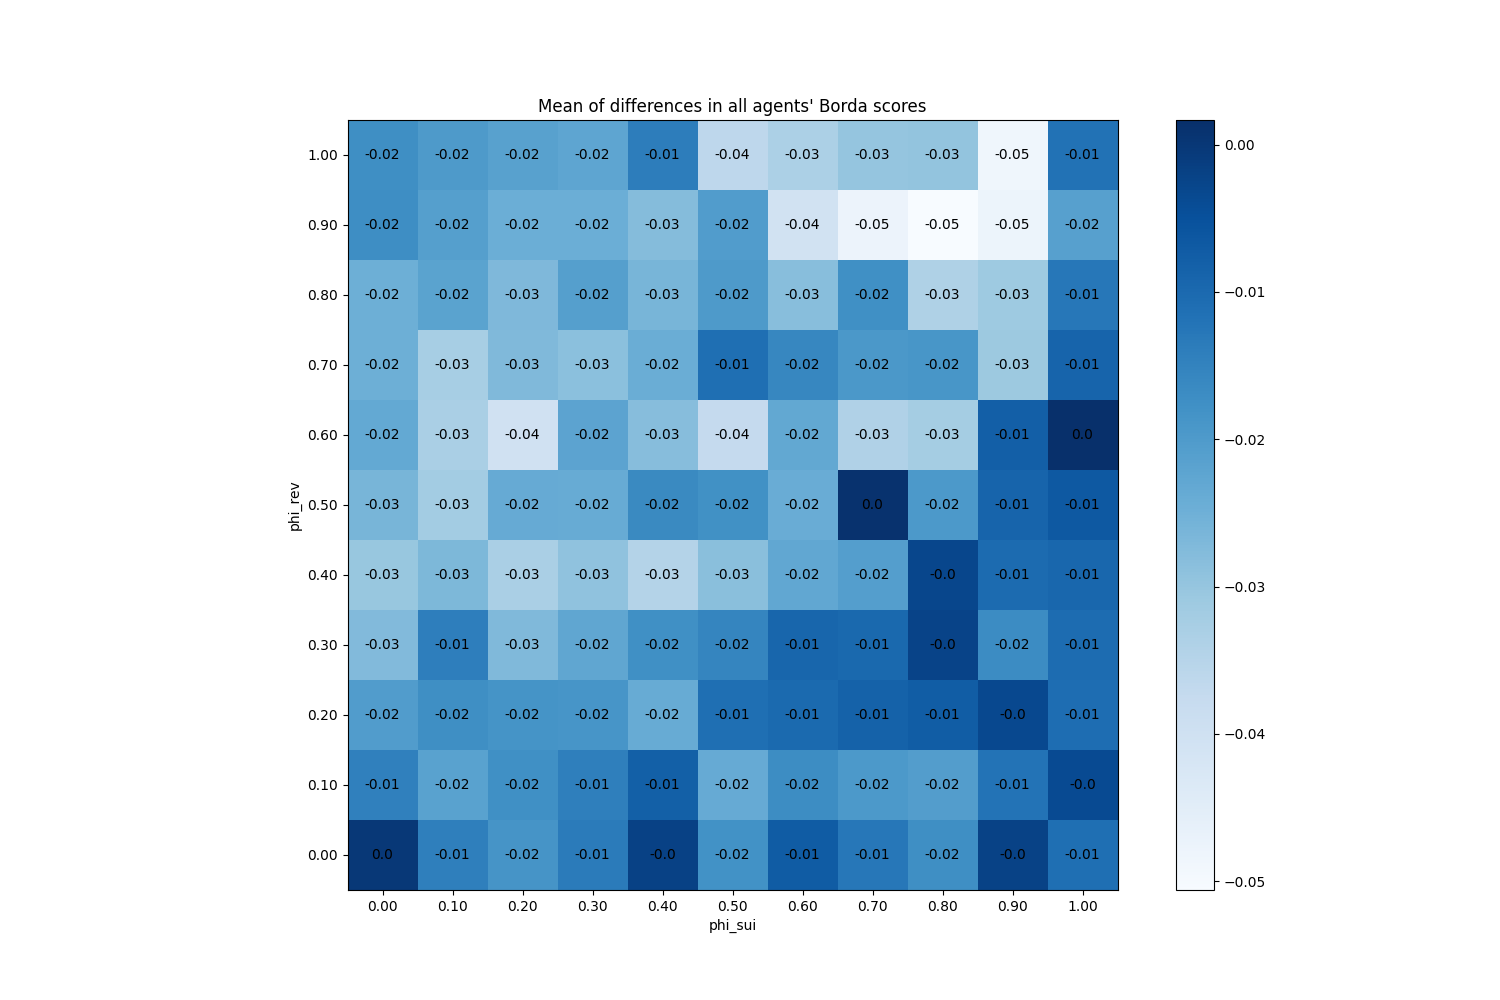 Mean of differences in all agents' Borda scores
1.00 -0.02 -0.02 -0.02 -0.02 -0.01 -0.04 -0.03 -0.03 -0.03 -0.05 -0.01
0.90 -0.02 -0.02 -0.02 -0.02 -0.03 -0.02 -0.04 -0.05 -0.05 -0.05 -0.02
0.80 -0.02 -0.02 -0.03 -0.02 -0.03 -0.02 -0.03 -0.02 -0.03 -0.03 -0.01
0.70 -0.02 -0.03 -0.03 -0.03 -0.02 -0.01 -0.02 -0.02 -0.02 -0.03 -0.01
0.60 -0.02 -0.03 -0.04 -0.02 -0.03 -0.04 -0.02 -0.03 -0.03 -0.01 0.0
0.50 -0.03 -0.03 -0.02 -0.02 -0.02 -0.02 -0.02 0.0 -0.02 -0.01 -0.01
0.40 -0.03 -0.03 -0.03 -0.03 -0.03 -0.03 -0.02 -0.02 -0.0 -0.01 -0.01
0.30 -0.03 -0.01 -0.03 -0.02 -0.02 -0.02 -0.01 -0.01 -0.0 -0.02 -0.01
0.20 -0.02 -0.02 -0.02 -0.02 -0.02 -0.01 -0.01 -0.01 -0.01 -0.0 -0.01
0.10 -0.01 -0.02 -0.02 -0.01 -0.01 -0.02 -0.02 -0.02 -0.02 -0.01 -0.0
0.00 0.0 -0.01 -0.02 -0.01 -0.0 -0.02 -0.01 -0.01 -0.02 -0.0 -0.01
0.00 0.10 0.20 0.30 0.40 0.50 0.60 0.70 0.80 0.90 1.00
phi_sui
phi_rev
0.00
−0.01
−0.02
−0.03
−0.04
−0.05